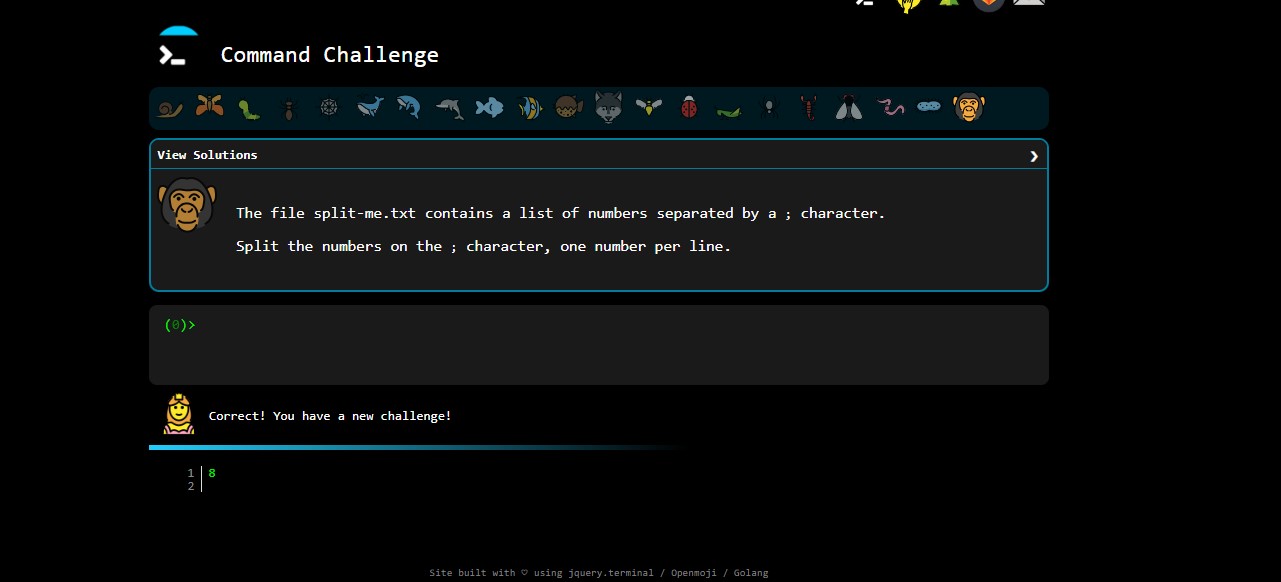 Command Challenge
View Solutions
The file split-me.txt contains a list of numbers separated by a ; character.
Split the numbers on the ; character, one number per line.
(0)>
Correct! You have a new challenge!
1 8
2
Site built with ♡ using jquery.terminal / Openmoji / Golang